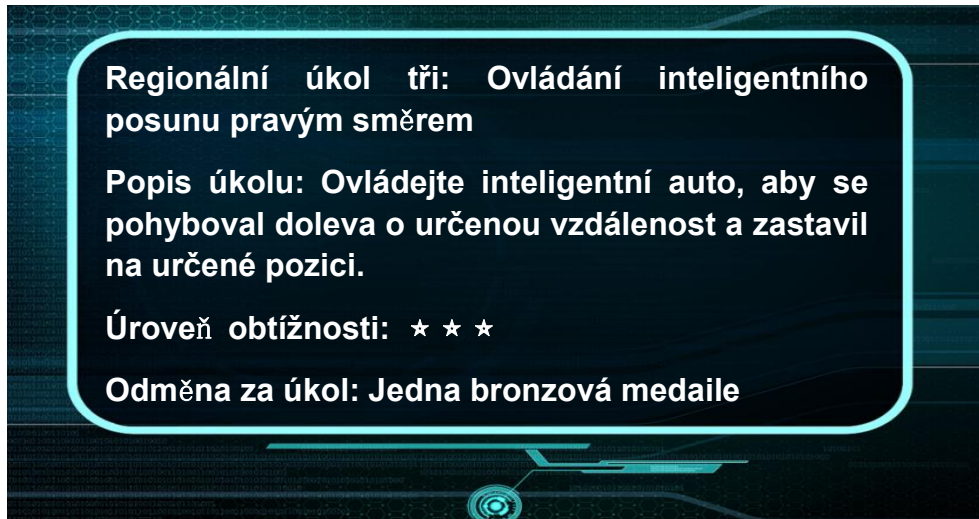 Regionální úkol tři: Ovládání inteligentního
posunu pravým směrem
Popis úkolu: Ovládejte inteligentní auto, aby se
pohyboval doleva o určenou vzdálenost a zastavil
na určené pozici.
Úroveň obtížnosti: ★ ★ ★
Odměna za úkol: Jedna bronzová medaile